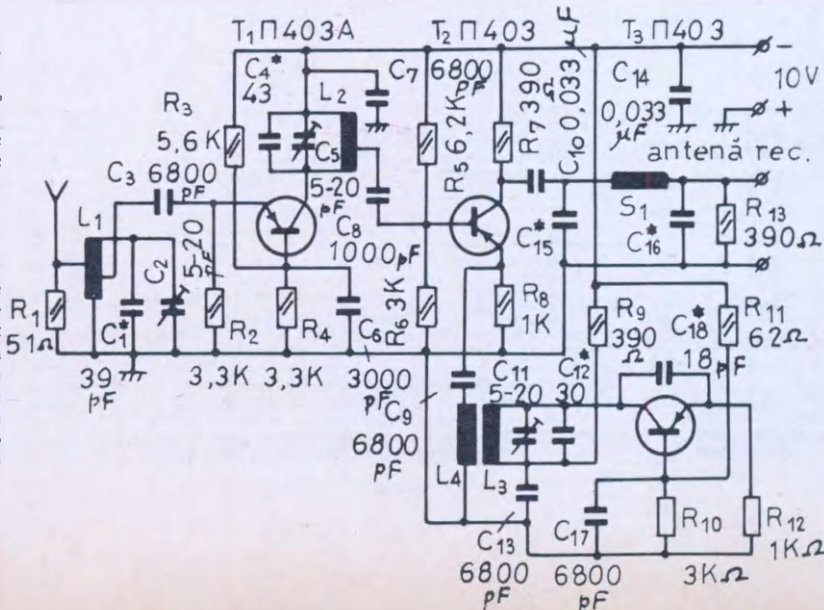 T₁ П403А
T₂ П403
T₃ П403
C₄*
43
L₂
C₇
6800
pF
R₅ 6,2K
R₇ 390
Ω
C₁₀ 0,033 μF
C₁₄
0,033
μF
-
10V
+
R₃
5,6K
C₃ 6800
pF
C₅
5-20
pF
C₈
1000 pF
antenă rec.
S₁
C₁₅*
C₁₆*
R₁₃
390Ω
L₁
C₂
5-20
pF
R₁
51Ω
C₁*
39
pF
R₂
3,3K
R₄
3,3K
C₆
3000
pF
R₆ 3K
R₈
1K
C₉
6800
pF
C₁₁
5-20
C₁₂*
30
R₉
390
Ω
C₁₈*
18 pF
R₁₁
62Ω
L₄
L₃
C₁₃
6800
pF
C₁₇
6800
pF
R₁₀
3KΩ
R₁₂
1KΩ